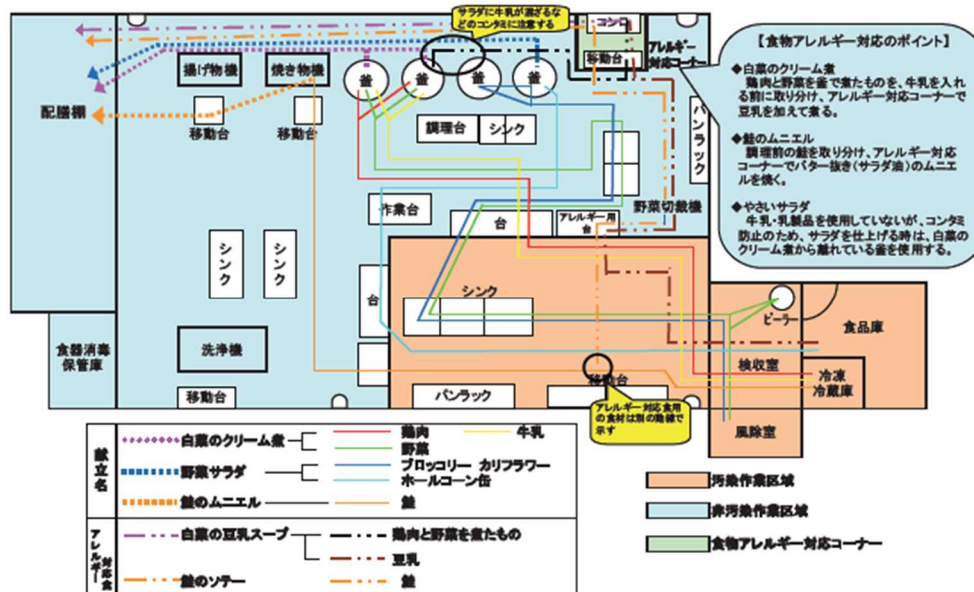 サラダに牛乳が混ざるな
どのコンタミに注意する
コンロ
移動台
アレルギー
対応コーナー
【食物アレルギー対応のポイント】
◆白菜のクリーム煮
鶏肉と野菜を釜で煮たものを、牛乳を入れ
る前に取り分け、アレルギー対応コーナーで
豆乳を加えて煮る。
◆鮭のムニエル
調理前の鮭を取り分け、アレルギー対応
コーナーでバター抜き(サラダ油)のムニエ
ルを焼く。
◆やさいサラダ
牛乳・乳製品を使用していないが、コンタミ
防止のため、サラダを仕上げる時は、白菜の
クリーム煮から離れている釜を使用する。
揚げ物機
焼き物機
釜
釜
釜
釜
配膳棚
移動台
移動台
調理台
シンク
パンラック
作業台
台
アレルギー用
台
野菜切裁機
シンク
シンク
台
シンク
ピーラー
食品庫
食器消毒
保管庫
洗浄機
検収室
冷凍
冷蔵庫
移動台
パンラック
移動台
アレルギー対応食用
の食材は別の動線で
示す
風除室
献立名
白菜のクリーム煮
鶏肉
牛乳
野菜
野菜サラダ
ブロッコリー カリフラワー
ホールコーン缶
鮭のムニエル
鮭
アレルギー対応食
白菜の豆乳スープ
鶏肉と野菜を煮たもの
豆乳
鮭のソテー
鮭
汚染作業区域
非汚染作業区域
食物アレルギー対応コーナー